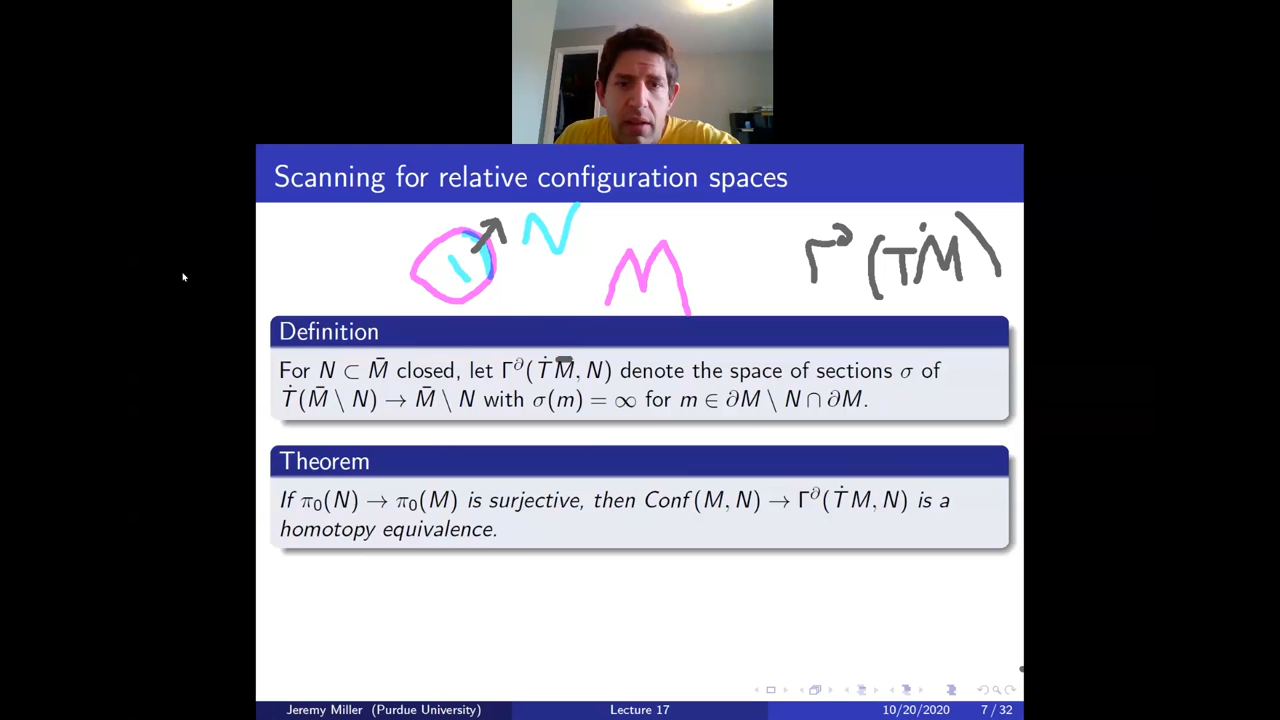 Scanning for relative configuration spaces
N
M
Γ^∂(ṪM)
Definition
For N ⊂ M̄ closed, let Γ^∂(Ṫ M̄, N) denote the space of sections σ of
Ṫ(M̄ \ N) → M̄ \ N with σ(m) = ∞ for m ∈ ∂M \ N ∩ ∂M.
Theorem
If π₀(N) → π₀(M) is surjective, then Conf(M, N) → Γ^∂(Ṫ M, N) is a
homotopy equivalence.
Jeremy Miller (Purdue University) Lecture 17 10/20/2020 7 / 32